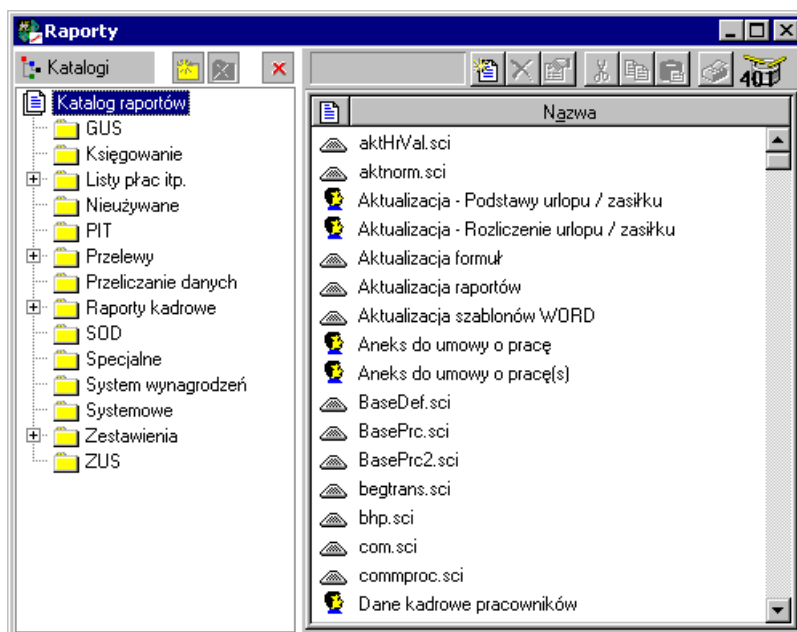 Raporty
Katalogi
401
Katalog raportów
GUS
Księgowanie
Listy płac itp.
Nieużywane
PIT
Przelewy
Przeliczanie danych
Raporty kadrowe
SOD
Specjalne
System wynagrodzeń
Systemowe
Zestawienia
ZUS
Nazwa
aktHrVal.sci
aktnorm.sci
Aktualizacja - Podstawy urlopu / zasiłku
Aktualizacja - Rozliczenie urlopu / zasiłku
Aktualizacja formuł
Aktualizacja raportów
Aktualizacja szablonów WORD
Aneks do umowy o pracę
Aneks do umowy o pracę(s)
BaseDef.sci
BasePrc.sci
BasePrc2.sci
begtrans.sci
bhp.sci
com.sci
commproc.sci
Dane kadrowe pracowników